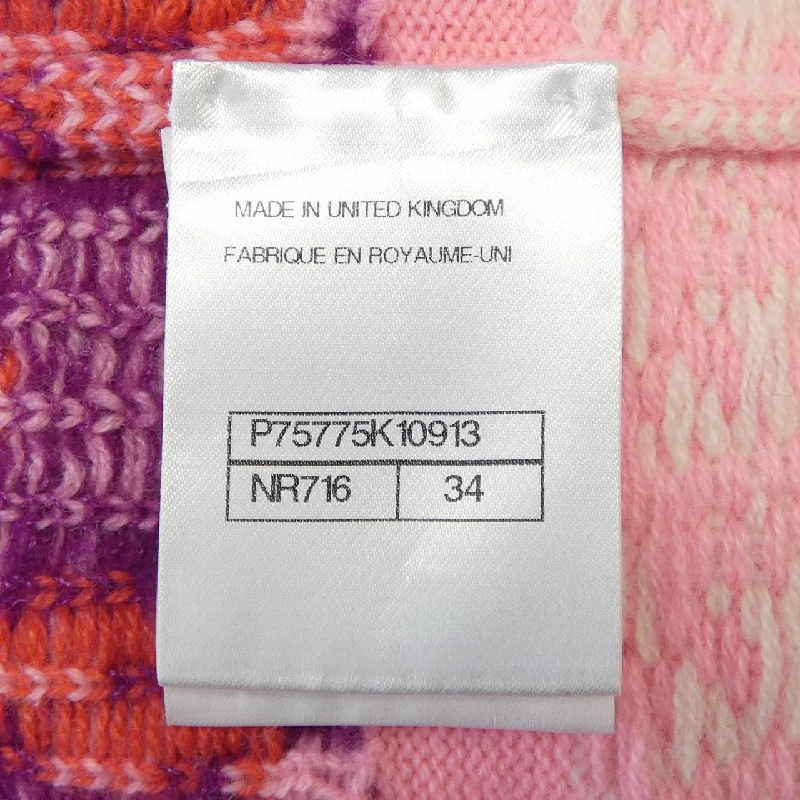 MADE IN UNITED KINGDOM
FABRIQUE EN ROYAUME-UNI
P75775K10913
NR716 34